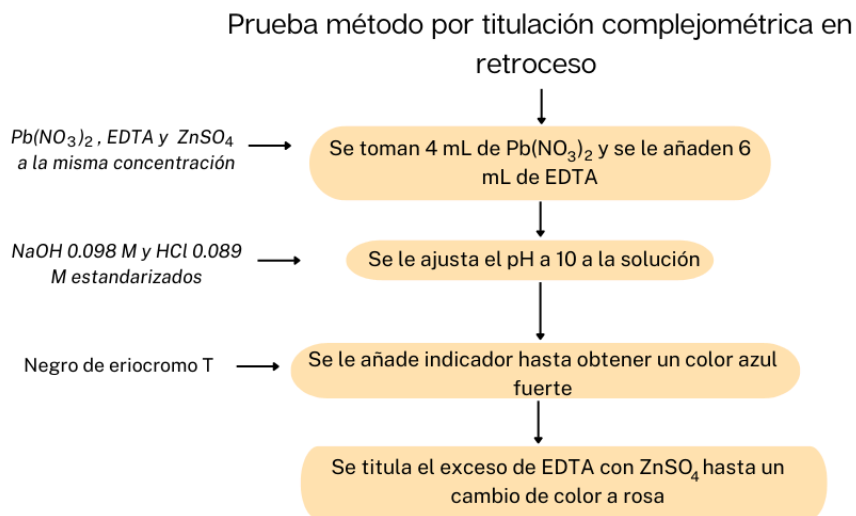 Prueba método por titulación complejométrica en
retroceso
Pb(NO₃)₂ , EDTA y ZnSO₄
a la misma concentración
Se toman 4 mL de Pb(NO₃)₂ y se le añaden 6
mL de EDTA
NaOH 0.098 M y HCl 0.089
M estandarizados
Se le ajusta el pH a 10 a la solución
Negro de eriocromo T
Se le añade indicador hasta obtener un color azul
fuerte
Se titula el exceso de EDTA con ZnSO₄ hasta un
cambio de color a rosa